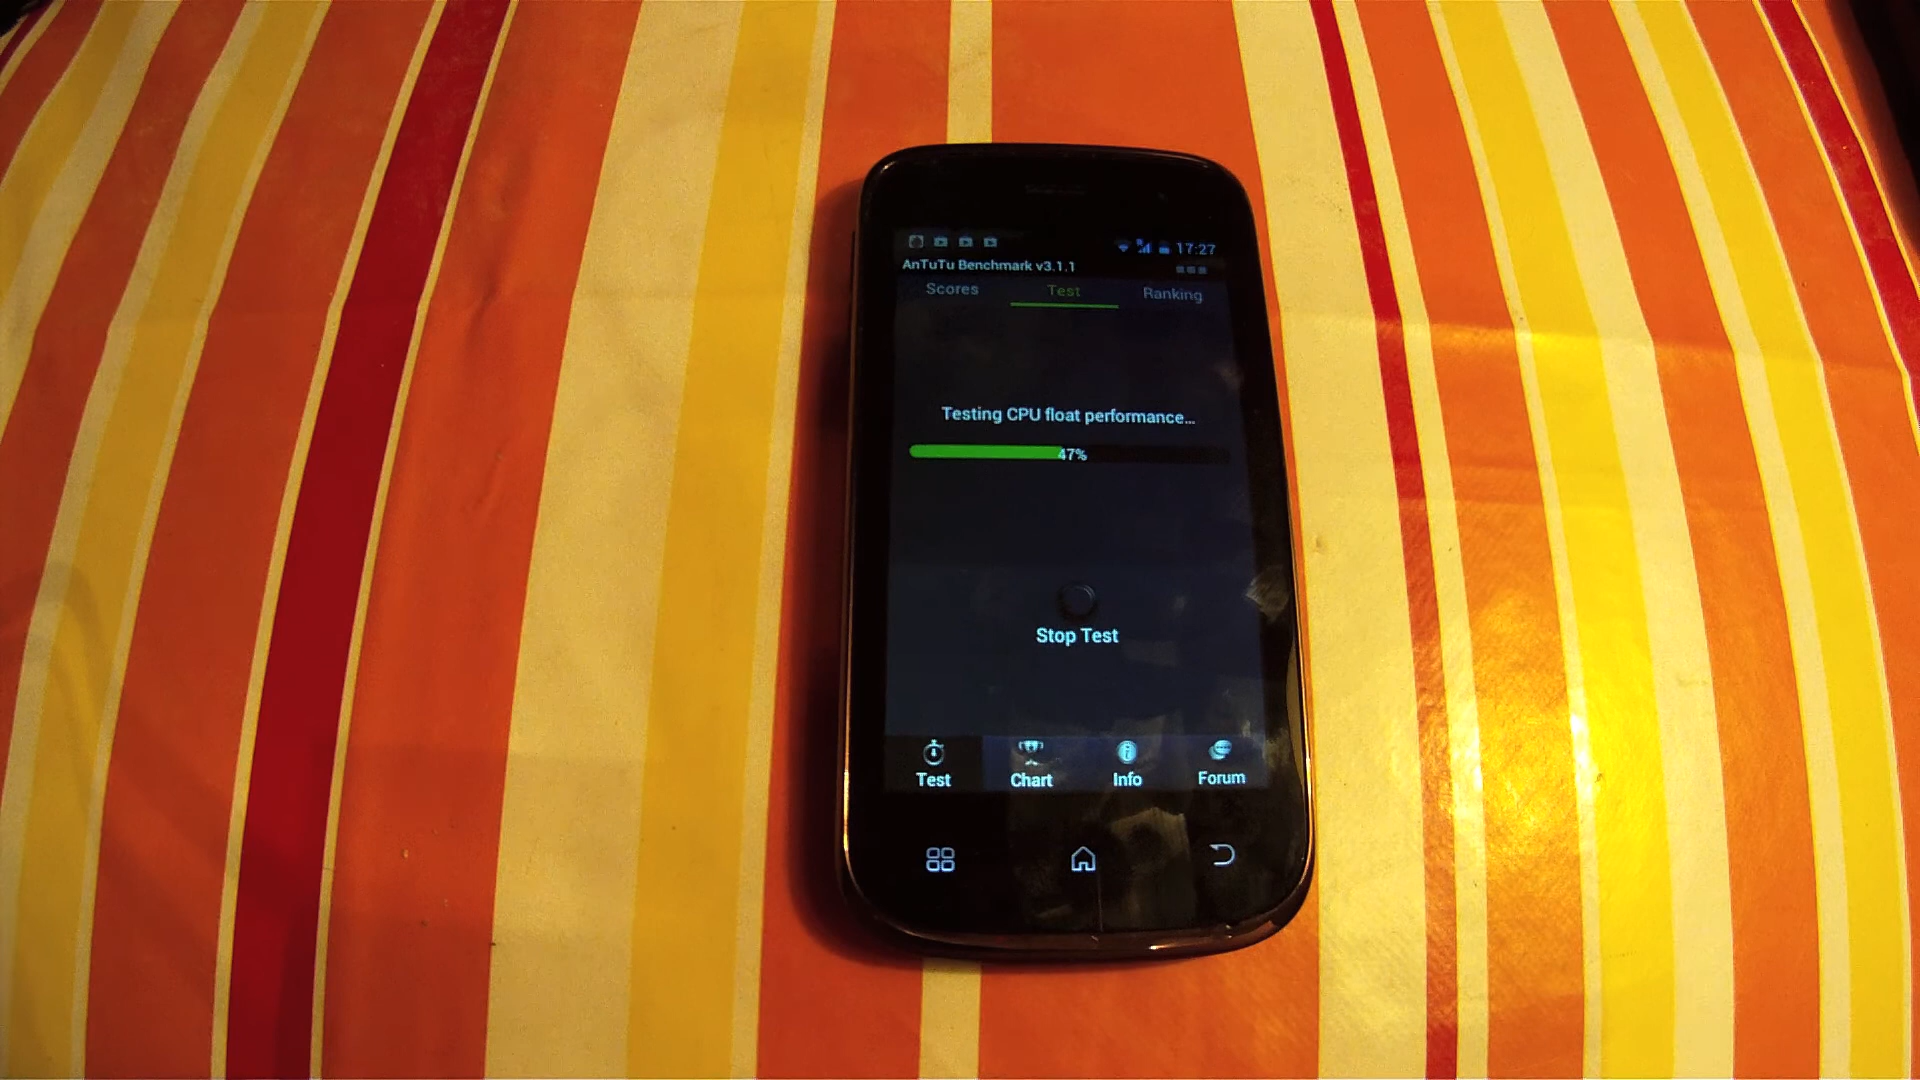 17:27
AnTuTu Benchmark v3.1.1
Scores Test Ranking
Testing CPU float performance...
47%
Stop Test
Test Chart Info Forum